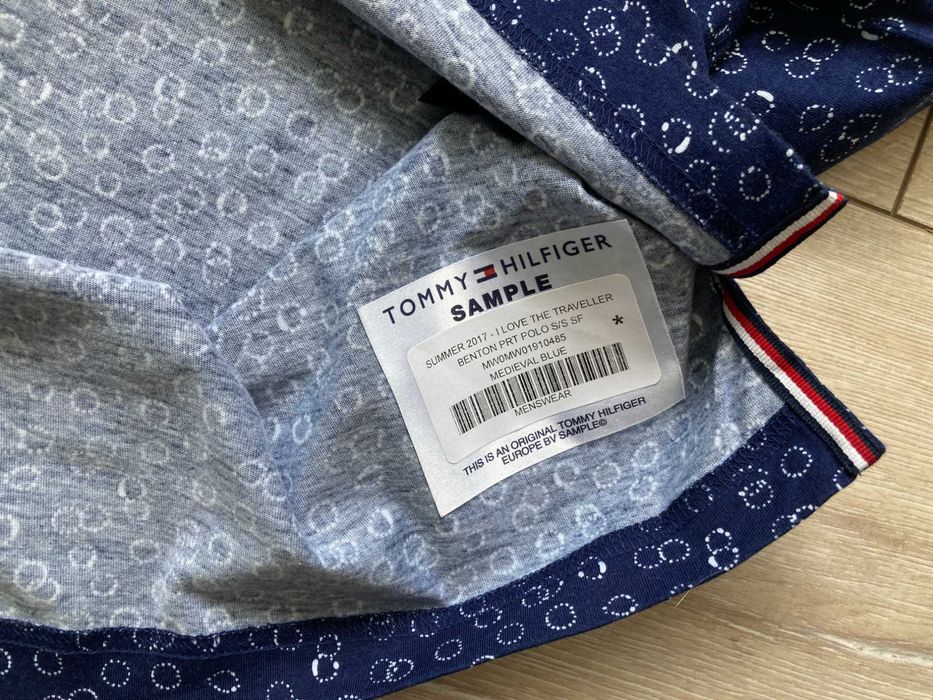 TOMMY HILFIGER
SAMPLE
SUMMER 2017 - I LOVE THE TRAVELLER
BENTON PRT POLO S/S SF *
MW0MW01910485
MEDIEVAL BLUE
MENSWEAR
THIS IS AN ORIGINAL TOMMY HILFIGER
EUROPE BV SAMPLE©